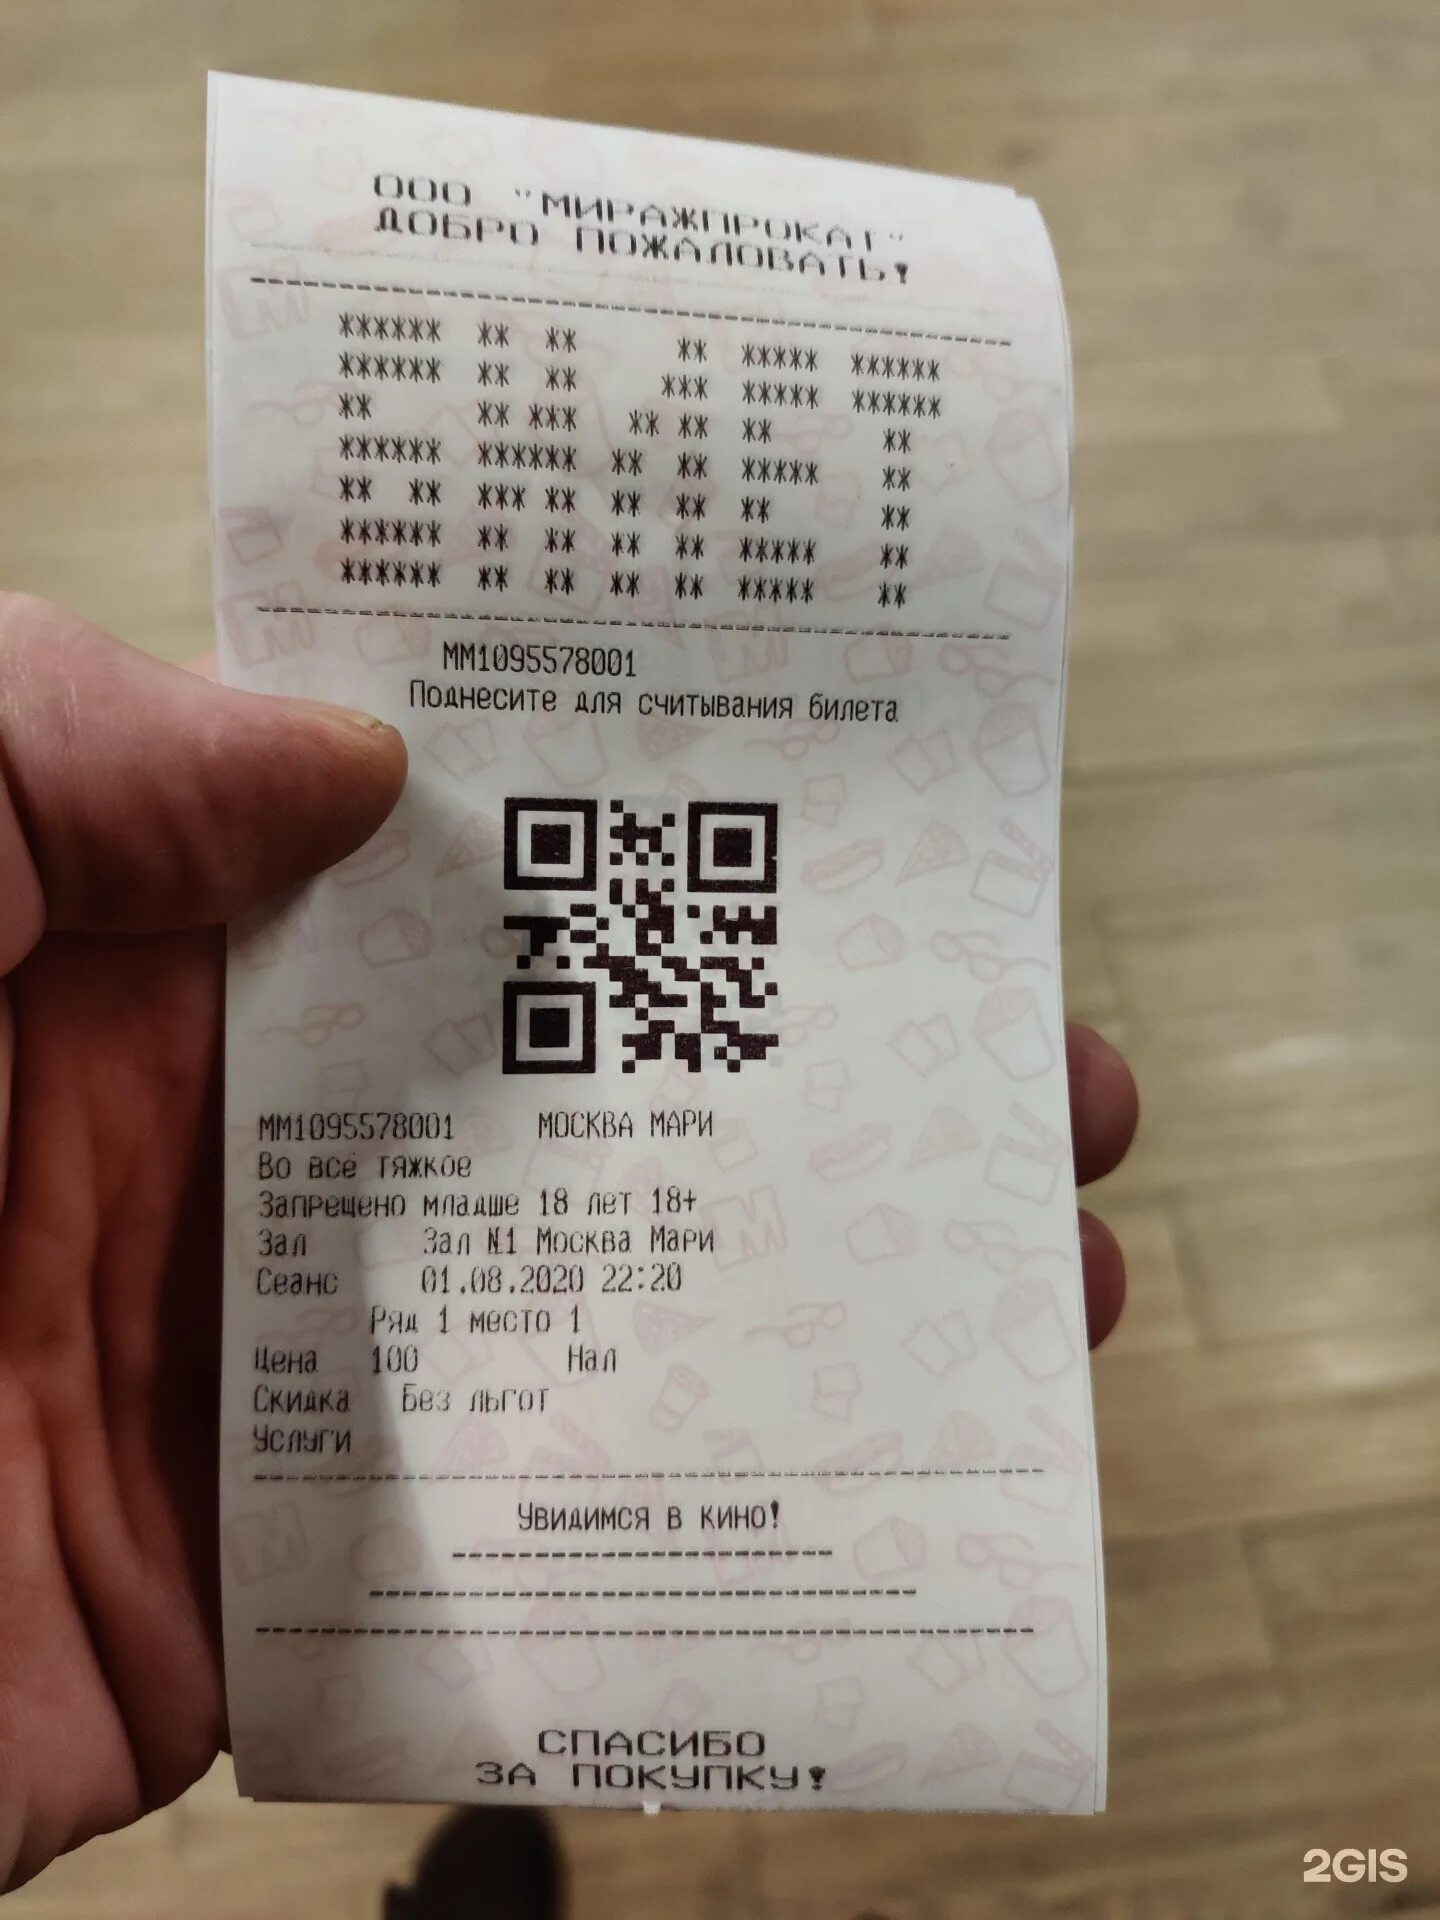 ООО "МИРАЖПРОКАТ"
ДОБРО ПОЖАЛОВАТЬ!
БИЛЕТ
ММ1095578001
Поднесите для считывания билета
ММ1095578001 МОСКВА МАРИ
Во все тяжкое
Запрещено младше 18 лет 18+
Зал Зал №1 Москва Мари
Сеанс 01.08.2020 22:20
Ряд 1 место 1
Цена 100 Нал
Скидка Без льгот
Услуги
Увидимся в кино!
СПАСИБО
ЗА ПОКУПКУ!
2GIS